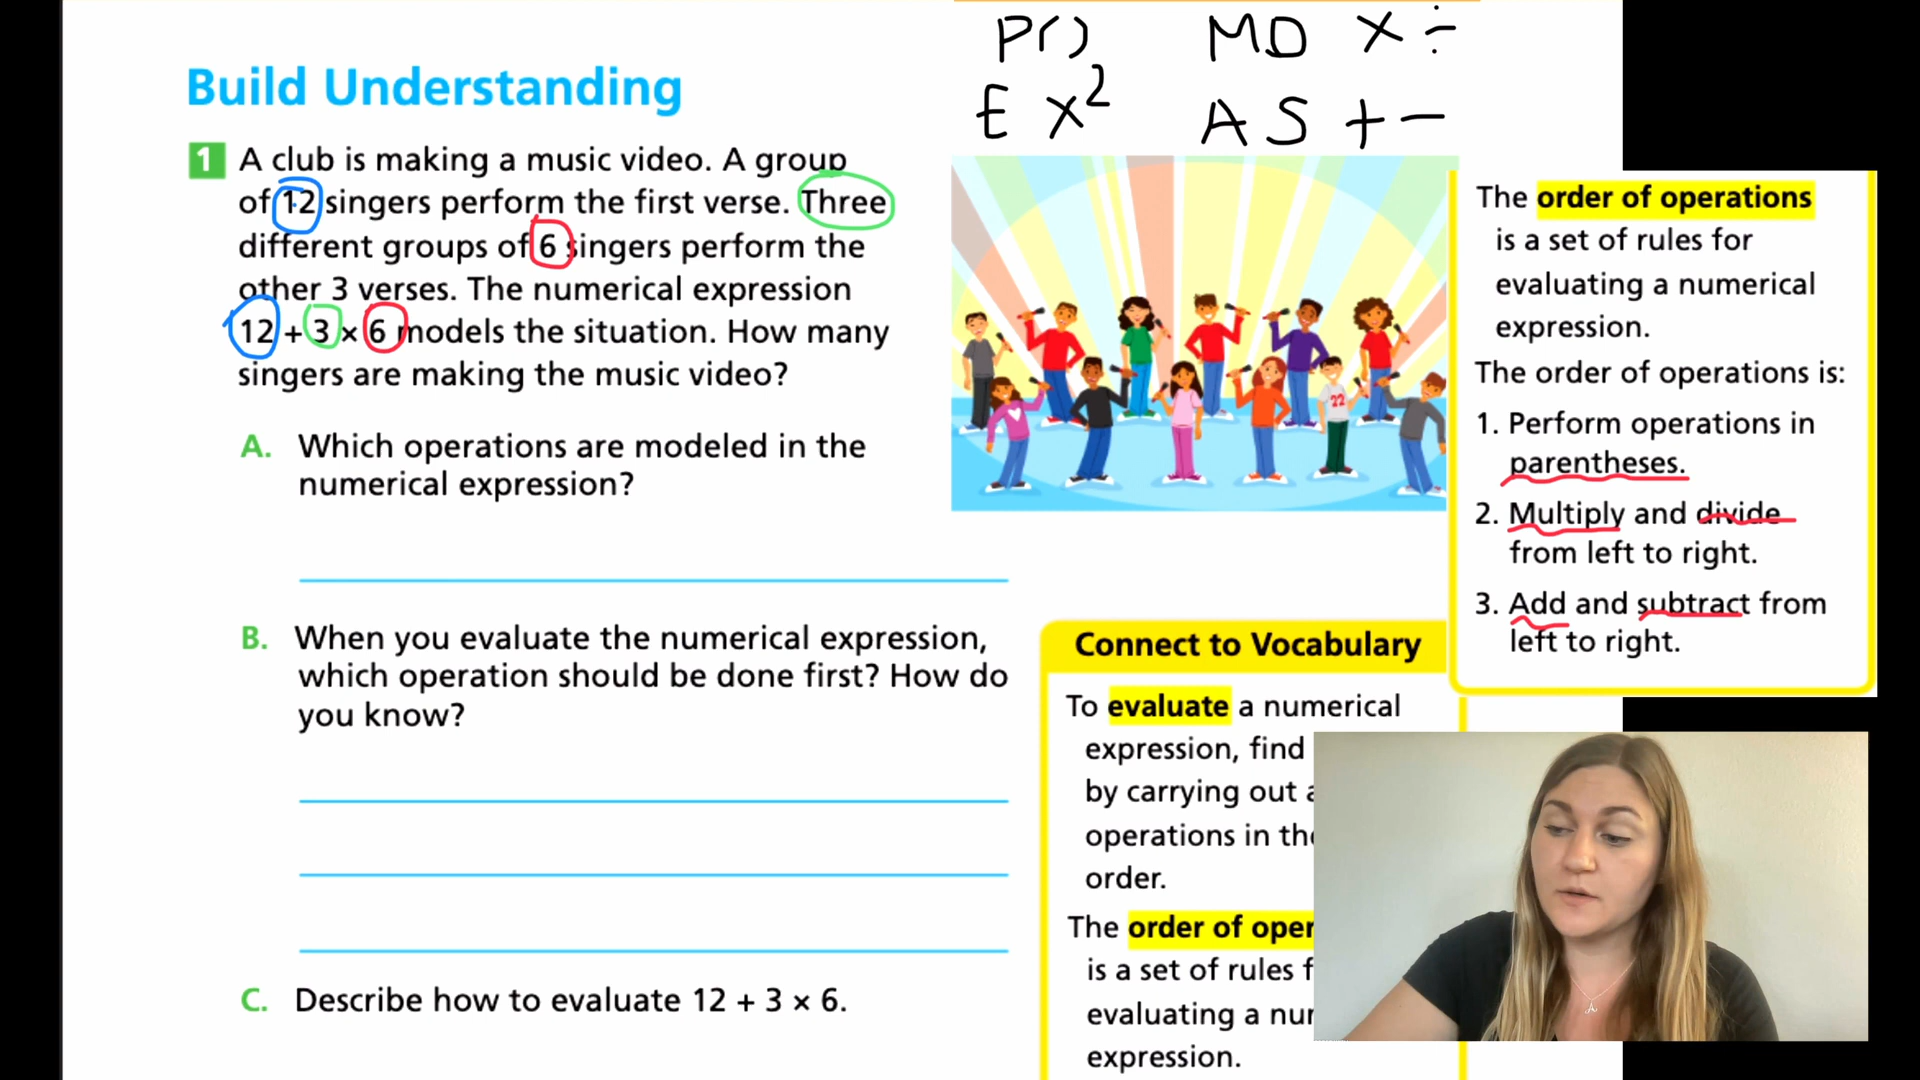 P ( ) MD × ÷
E x² A S + −
Build Understanding
1 A club is making a music video. A group
of 12 singers perform the first verse. Three
different groups of 6 singers perform the
other 3 verses. The numerical expression
12 + 3 × 6 models the situation. How many
singers are making the music video?
A. Which operations are modeled in the
numerical expression?
B. When you evaluate the numerical expression,
which operation should be done first? How do
you know?
C. Describe how to evaluate 12 + 3 × 6.
22
The order of operations
is a set of rules for
evaluating a numerical
expression.
The order of operations is:
1. Perform operations in
parentheses.
2. Multiply and divide
from left to right.
3. Add and subtract from
left to right.
Connect to Vocabulary
To evaluate a numerical
expression, find
by carrying out
operations in the
order.
The order of oper
is a set of rules f
evaluating a nu
expression.